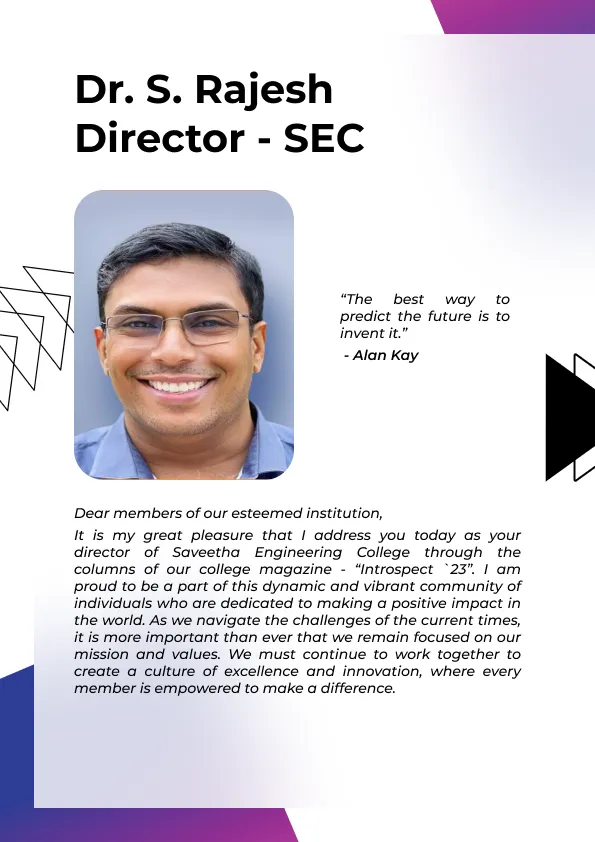 Dr. S. Rajesh
Director - SEC
“The best way to
predict the future is to
invent it.”
- Alan Kay
Dear members of our esteemed institution,
It is my great pleasure that I address you today as your
director of Saveetha Engineering College through the
columns of our college magazine - “Introspect `23”. I am
proud to be a part of this dynamic and vibrant community of
individuals who are dedicated to making a positive impact in
the world. As we navigate the challenges of the current times,
it is more important than ever that we remain focused on our
mission and values. We must continue to work together to
create a culture of excellence and innovation, where every
member is empowered to make a difference.